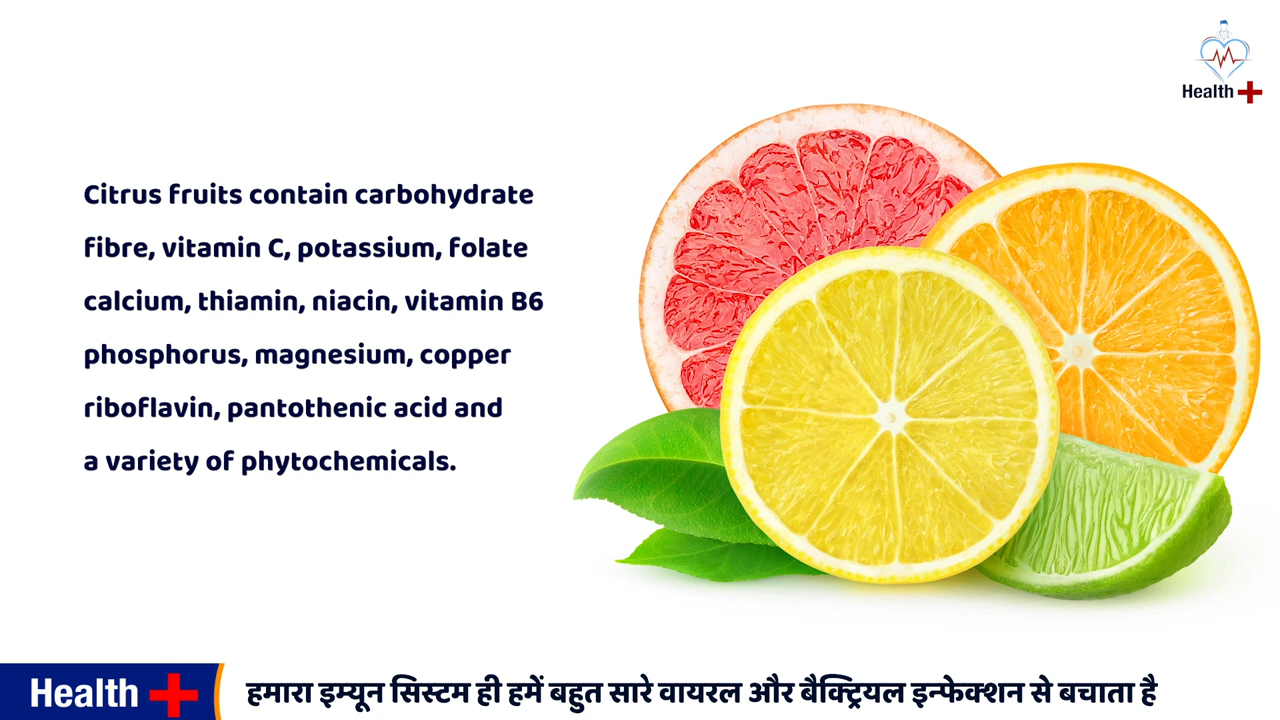 Health
Citrus fruits contain carbohydrate
fibre, vitamin C, potassium, folate
calcium, thiamin, niacin, vitamin B6
phosphorus, magnesium, copper
riboflavin, pantothenic acid and
a variety of phytochemicals.
Health
हमारा इम्यून सिस्टम ही हमें बहुत सारे वायरल और बैक्ट्रियल इन्फेक्शन से बचाता है